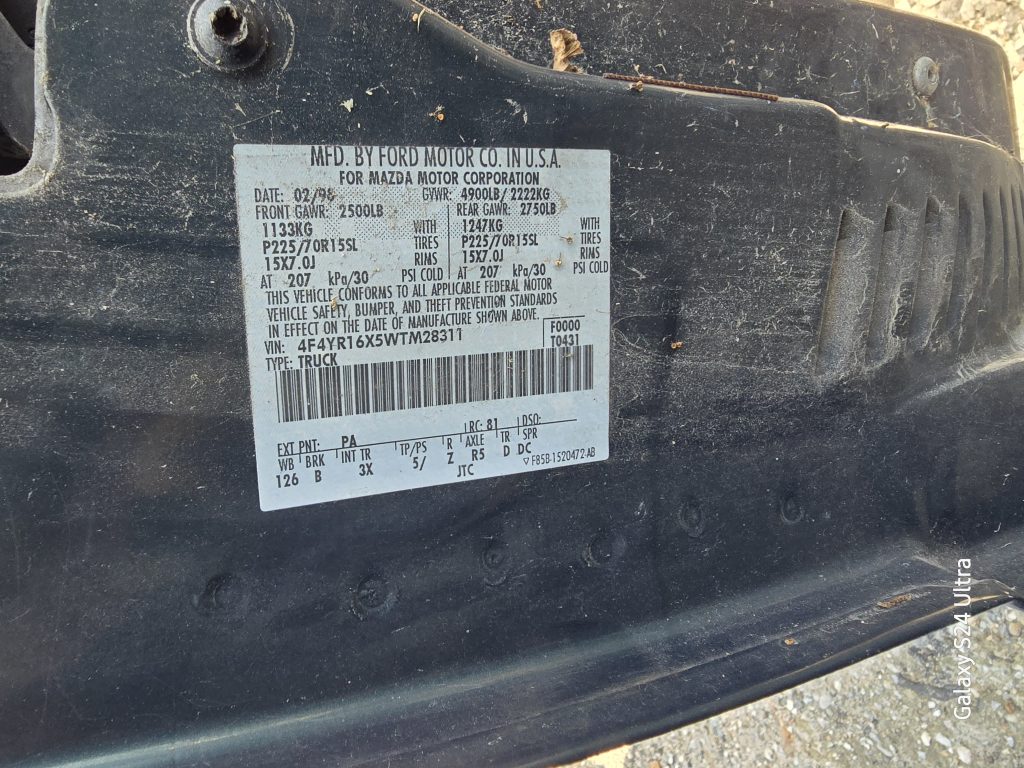 MFD. BY FORD MOTOR CO. IN U.S.A.
FOR MAZDA MOTOR CORPORATION
DATE: 02/98 GVWR: 4900LB/ 2222KG
FRONT GAWR: 2500LB REAR GAWR: 2750LB
1133KG WITH 1247KG WITH
P225/70R15SL TIRES P225/70R15SL TIRES
15X7.0J RIMS 15X7.0J RIMS
AT 207 kPa/30 PSI COLD AT 207 kPa/30 PSI COLD
THIS VEHICLE CONFORMS TO ALL APPLICABLE FEDERAL MOTOR
VEHICLE SAFETY, BUMPER, AND THEFT PREVENTION STANDARDS
IN EFFECT ON THE DATE OF MANUFACTURE SHOWN ABOVE.
VIN: 4F4YR16X5WTM28311 F0000
TYPE: TRUCK T0431
EXT PNT: PA RC: 81 DSO:
WB BRK INT TR TP/PS R AXLE TR SPR
126 B 3X 5/ Z R5 D DC
JTC F85B-1520472-AB
Galaxy S24 Ultra